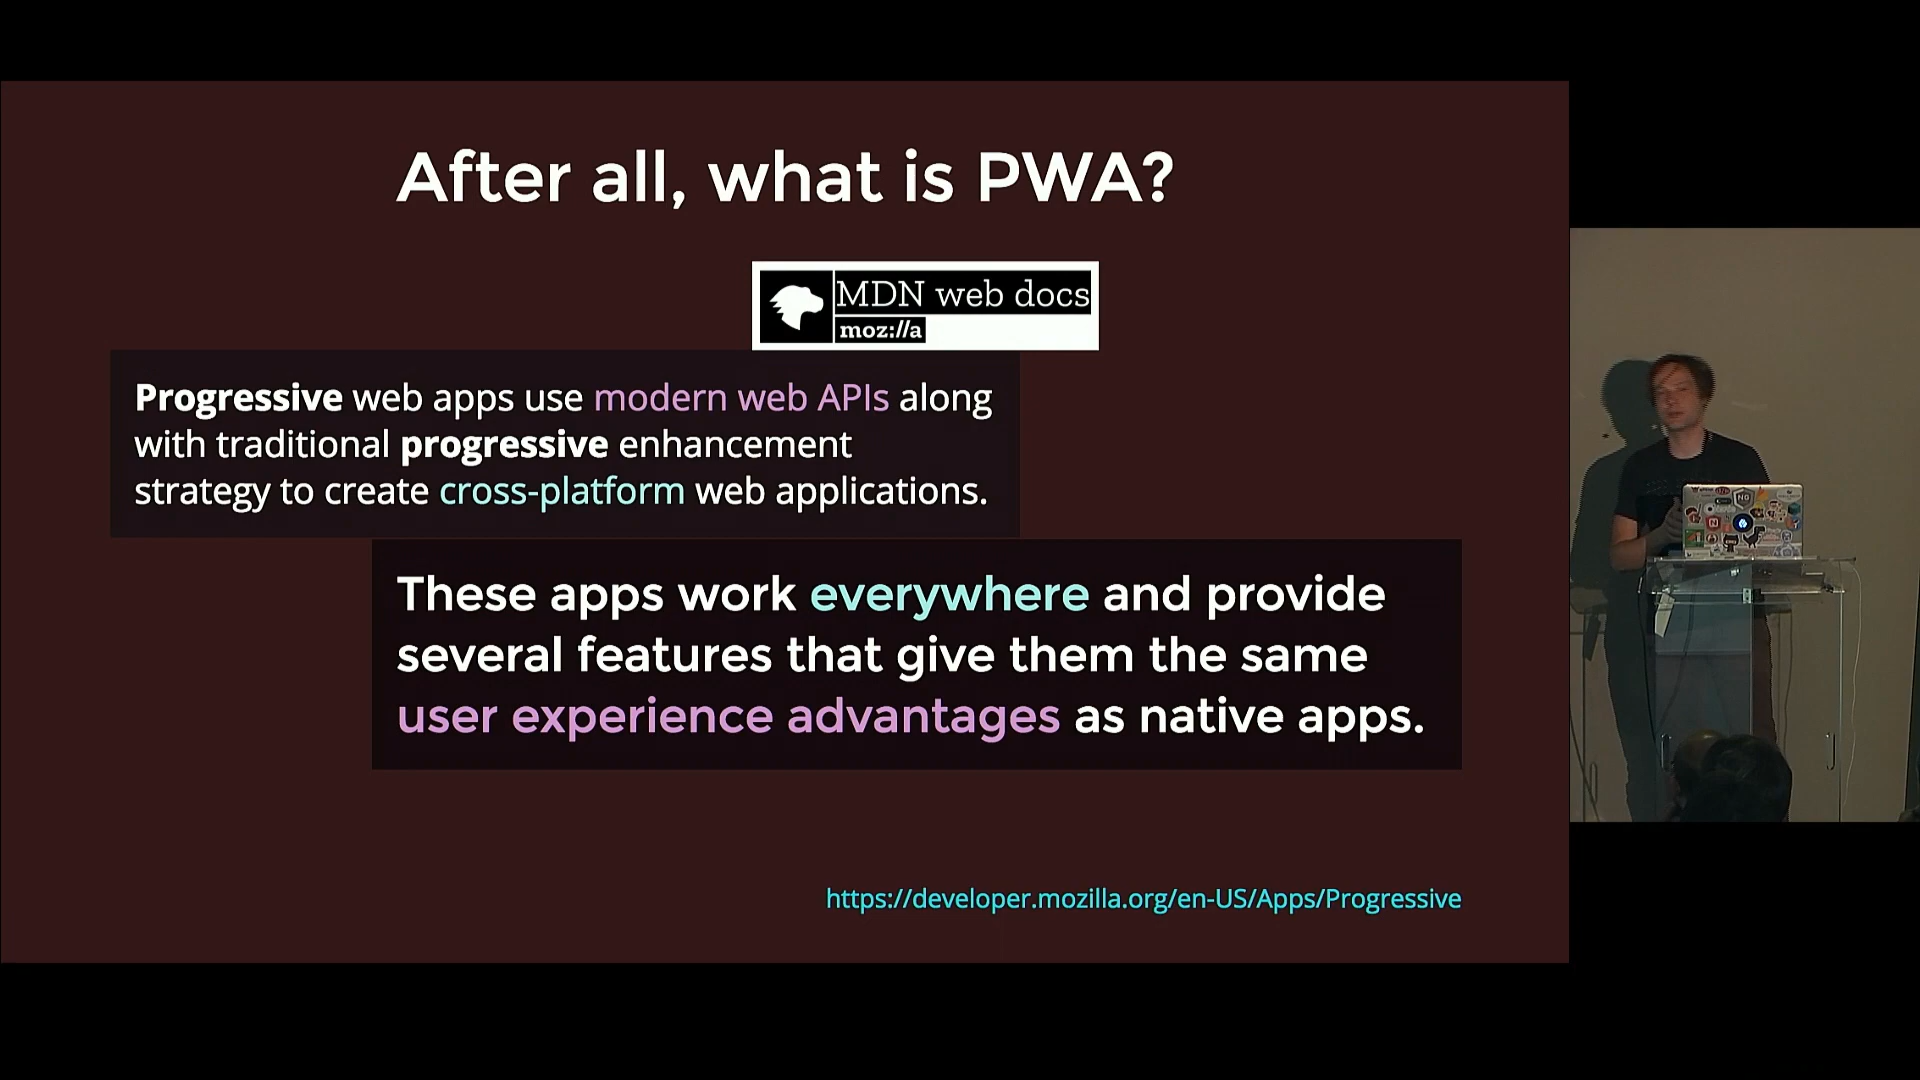 After all, what is PWA?
MDN web docs
moz://a
Progressive web apps use modern web APIs along
with traditional progressive enhancement
strategy to create cross-platform web applications.
These apps work everywhere and provide
several features that give them the same
user experience advantages as native apps.
https://developer.mozilla.org/en-US/Apps/Progressive